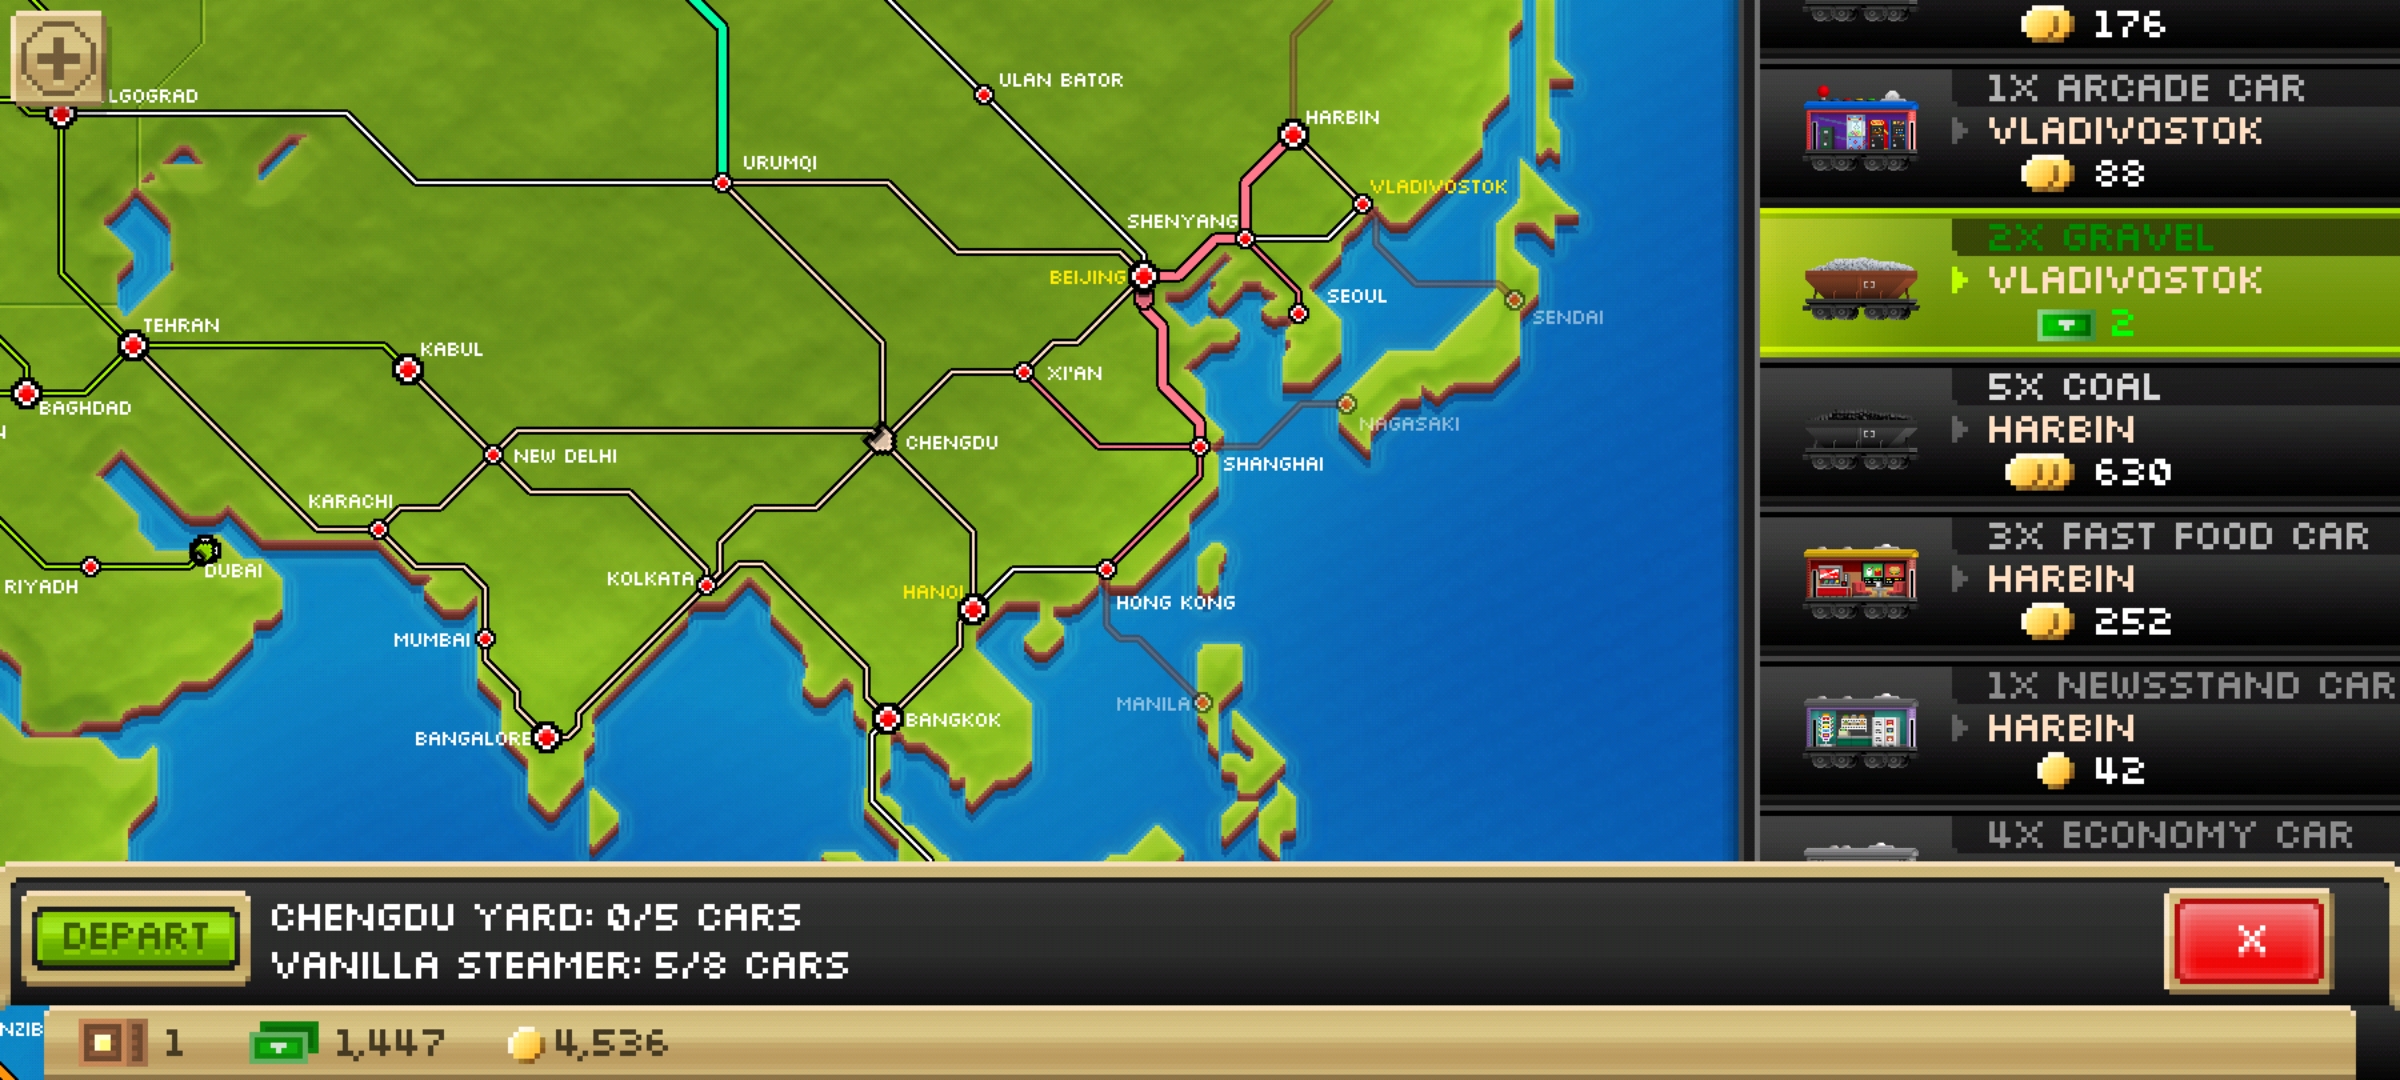 LGOGRAD
ULAN BATOR
HARBIN
URUMQI
VLADIVOSTOK
SHENYANG
BEIJING
SEOUL
SENDAI
TEHRAN
KABUL
XI'AN
BAGHDAD
NAGASAKI
CHENGDU
NEW DELHI
SHANGHAI
KARACHI
RIYADH
DUBAI
KOLKATA
HANOI
HONG KONG
MUMBAI
MANILA
BANGKOK
BANGALORE
176
1X ARCADE CAR
VLADIVOSTOK
88
2X GRAVEL
VLADIVOSTOK
2
5X COAL
HARBIN
630
3X FAST FOOD CAR
HARBIN
252
1X NEWSSTAND CAR
HARBIN
42
4X ECONOMY CAR
DEPART
CHENGDU YARD: 0/5 CARS
VANILLA STEAMER: 5/8 CARS
X
NZIB
1
1,447
4,536